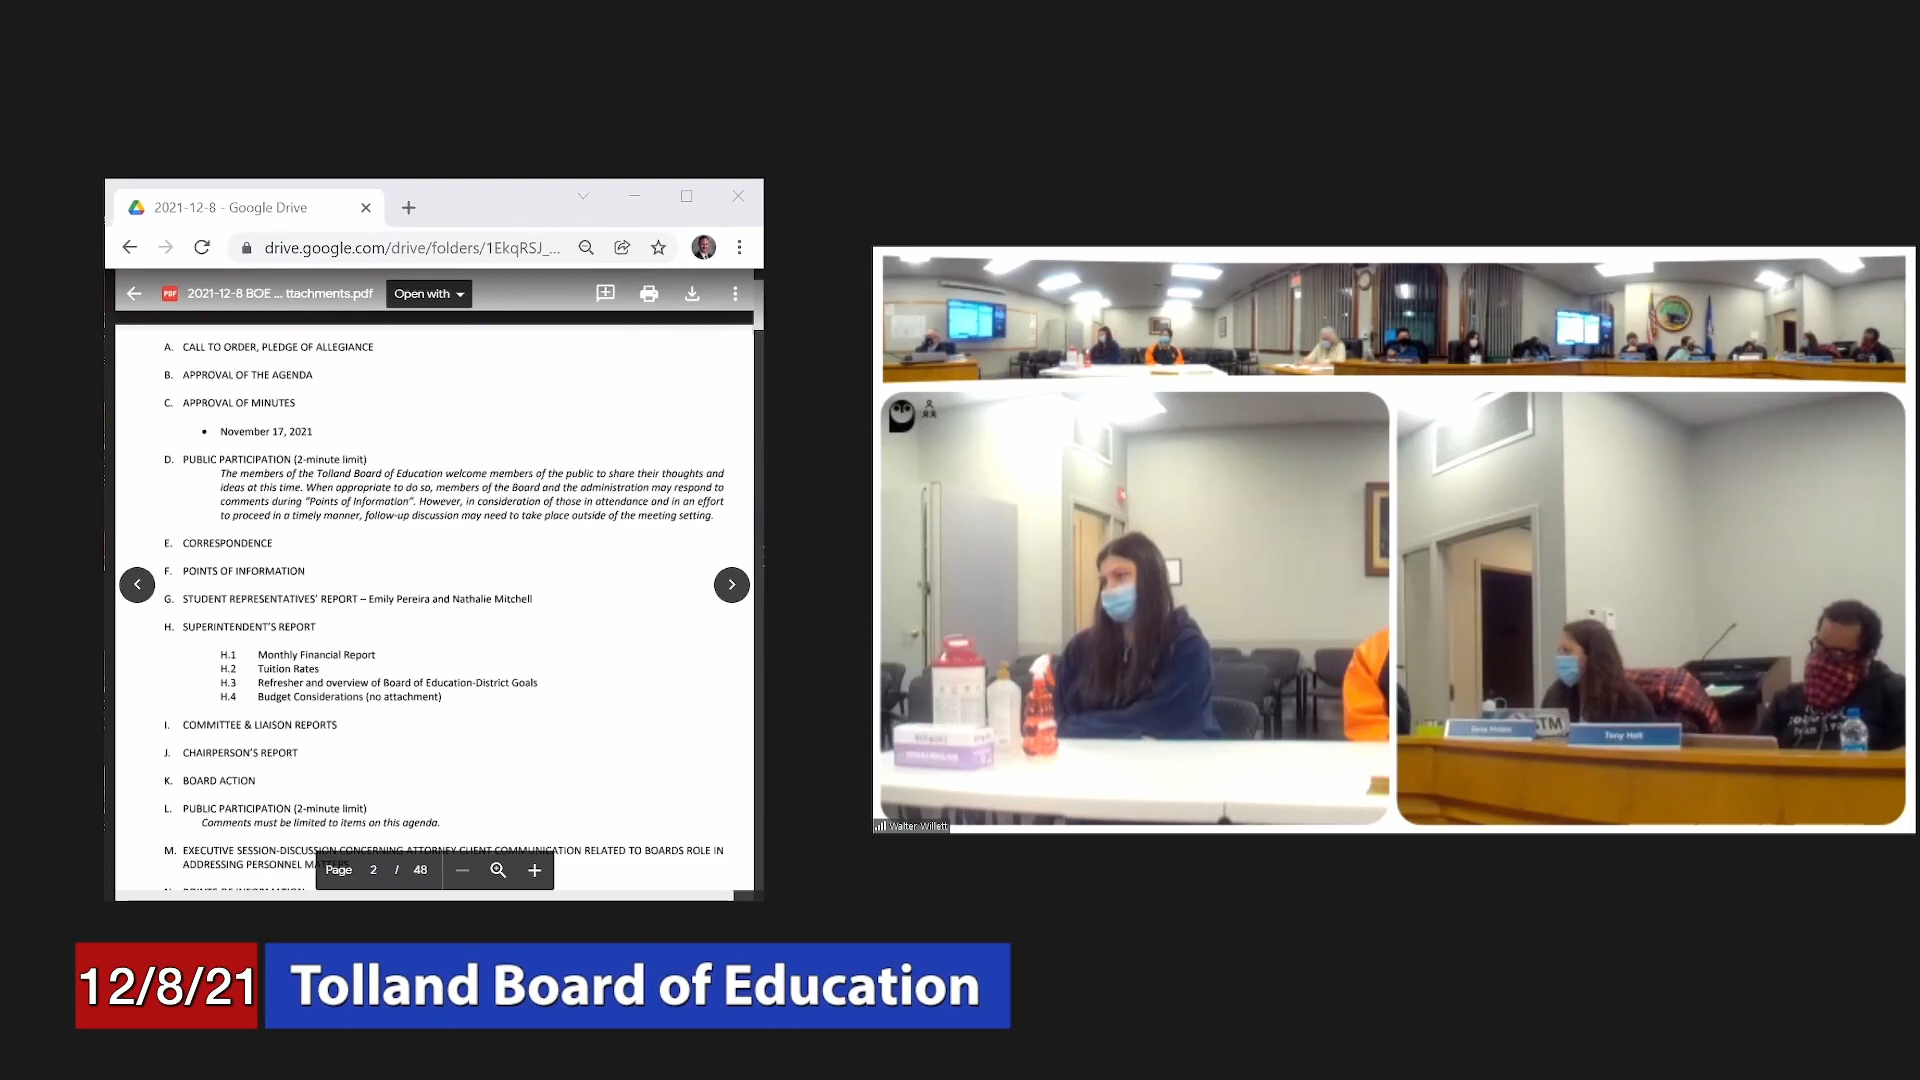 2021-12-8 - Google Drive
drive.google.com/drive/folders/1EkqRSJ_...
PDF 2021-12-8 BOE ... ttachments.pdf Open with
A. CALL TO ORDER, PLEDGE OF ALLEGIANCE
B. APPROVAL OF THE AGENDA
C. APPROVAL OF MINUTES
• November 17, 2021
D. PUBLIC PARTICIPATION (2-minute limit)
The members of the Tolland Board of Education welcome members of the public to share their thoughts and
ideas at this time. When appropriate to do so, members of the Board and the administration may respond to
comments during "Points of Information". However, in consideration of those in attendance and in an effort
to proceed in a timely manner, follow-up discussion may need to take place outside of the meeting setting.
E. CORRESPONDENCE
F. POINTS OF INFORMATION
G. STUDENT REPRESENTATIVES' REPORT – Emily Pereira and Nathalie Mitchell
H. SUPERINTENDENT'S REPORT
H.1 Monthly Financial Report
H.2 Tuition Rates
H.3 Refresher and overview of Board of Education-District Goals
H.4 Budget Considerations (no attachment)
I. COMMITTEE & LIAISON REPORTS
J. CHAIRPERSON'S REPORT
K. BOARD ACTION
L. PUBLIC PARTICIPATION (2-minute limit)
Comments must be limited to items on this agenda.
M. EXECUTIVE SESSION-DISCUSSION CONCERNING ATTORNEY CLIENT COMMUNICATION RELATED TO BOARDS ROLE IN
ADDRESSING PERSONNEL MATTERS
Page 2 / 48
Tony Holt
Walter Willett
12/8/21 Tolland Board of Education